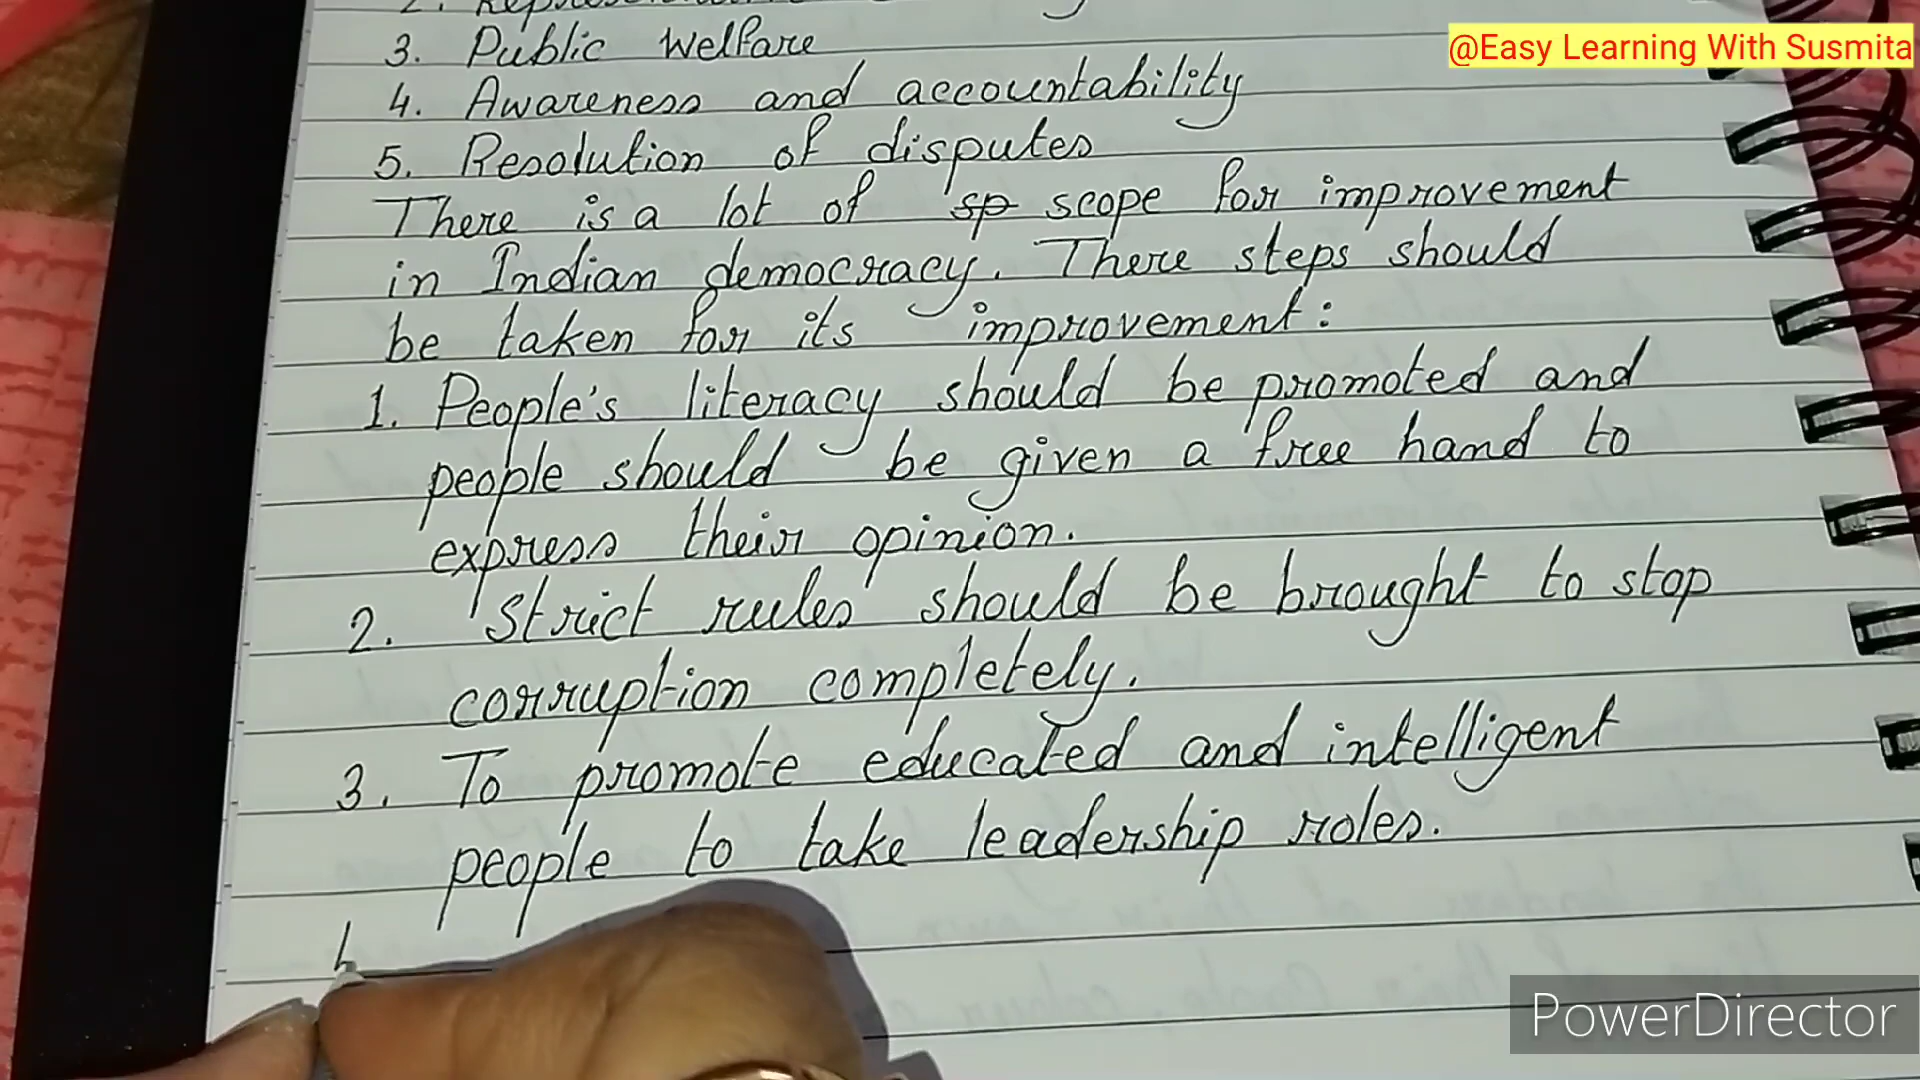 @Easy Learning With Susmita
2.
3. Public Welfare
4. Awareness and accountability
5. Resolution of disputes
There is a lot of sp scope for improvement
in Indian democracy. There steps should
be taken for its improvement:
1. People's literacy should be promoted and
people should be given a free hand to
express their opinion.
2. Strict rules should be brought to stop
corruption completely.
3. To promote educated and intelligent
people to take leadership roles.
PowerDirector